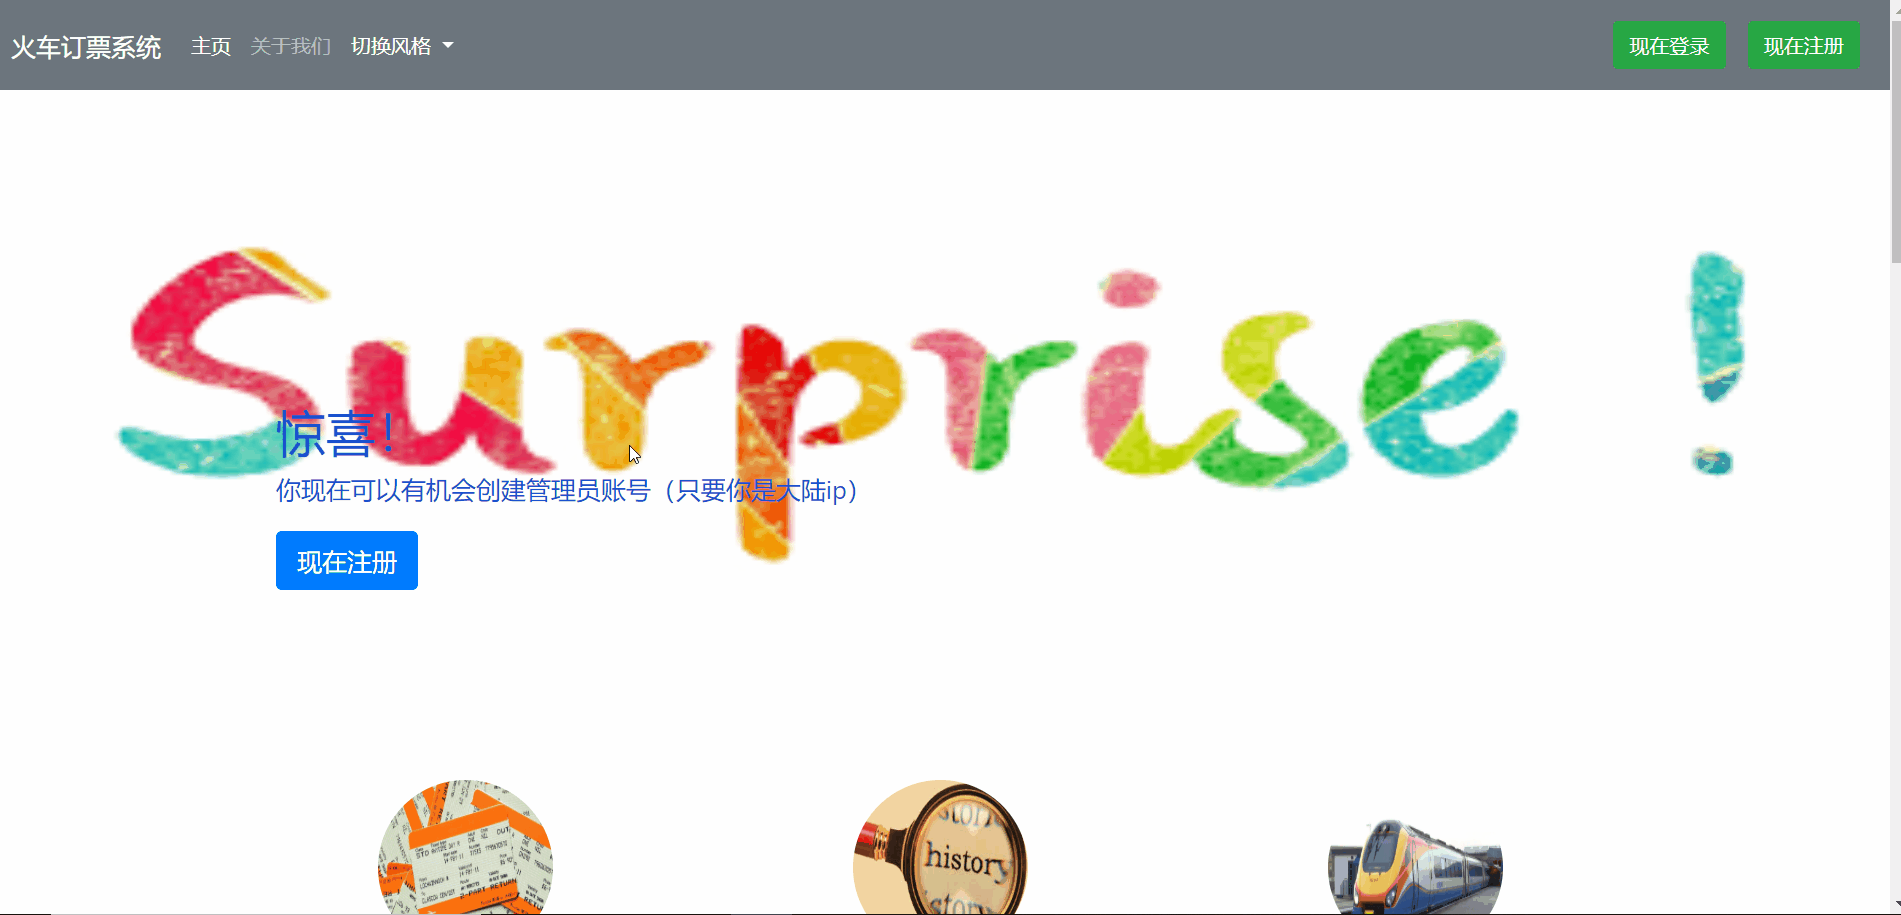 火车订票系统 主页 关于我们 切换风格 现在登录 现在注册
Surprise !
惊喜！
你现在可以有机会创建管理员账号（只要你是大陆ip）
现在注册
history